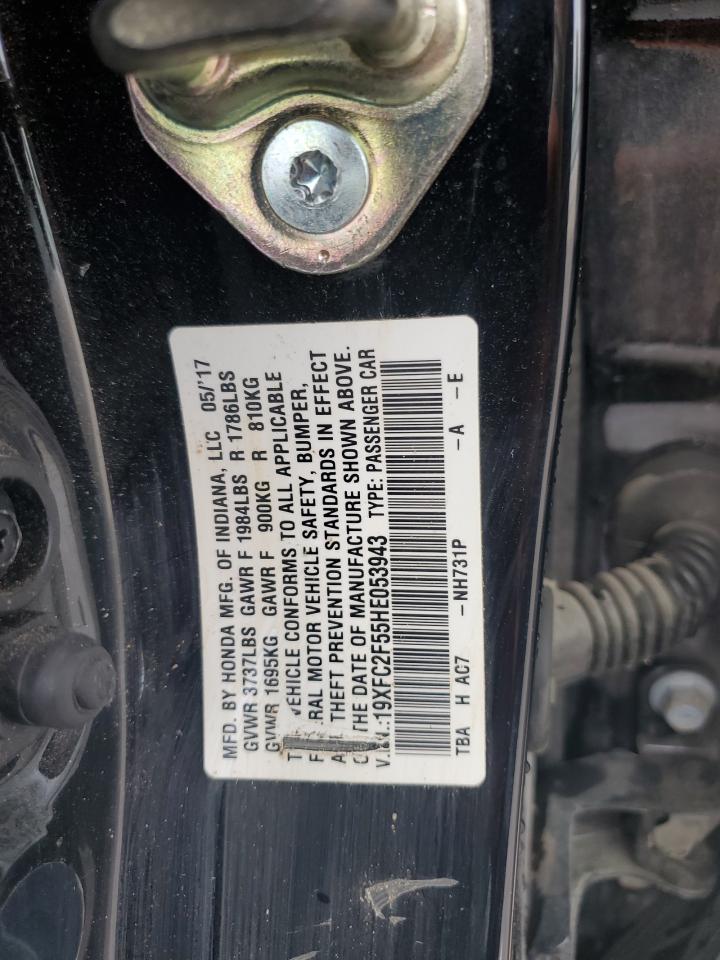 MFD. BY HONDA MFG. OF INDIANA, LLC 05/'17
GVWR 3737LBS GAWR F 1984LBS R 1786LBS
GVWR 1695KG GAWR F 900KG R 810KG
VEHICLE CONFORMS TO ALL APPLICABLE
MOTOR VEHICLE SAFETY, BUMPER,
THEFT PREVENTION STANDARDS IN EFFECT
THE DATE OF MANUFACTURE SHOWN ABOVE.
19XFC2F55HE053943 TYPE: PASSENGER CAR
TBA H AC7 -NH731P -A -E